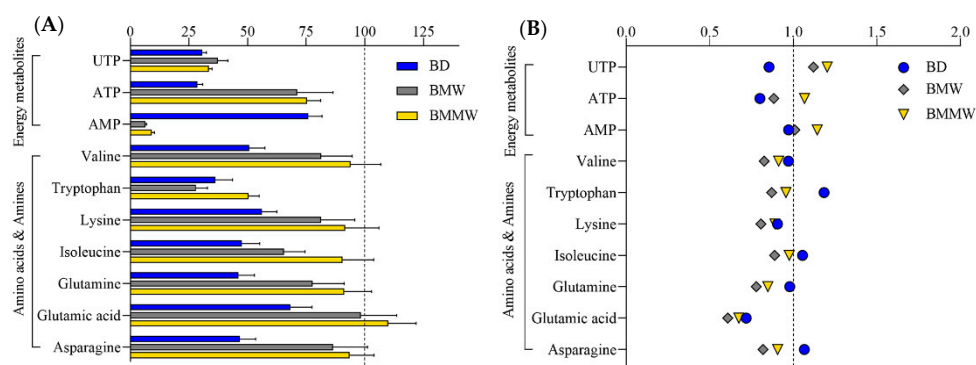 (A)
0 25 50 75 100 125
Energy metabolites
UTP
ATP
AMP
Amino acids & Amines
Valine
Tryptophan
Lysine
Isoleucine
Glutamine
Glutamic acid
Asparagine
BD
BMW
BMMW
(B)
0,0 0,5 1,0 1,5 2,0
Energy metabolites
UTP
ATP
AMP
Amino acids & Amines
Valine
Tryptophan
Lysine
Isoleucine
Glutamine
Glutamic acid
Asparagine
BD
BMW
BMMW